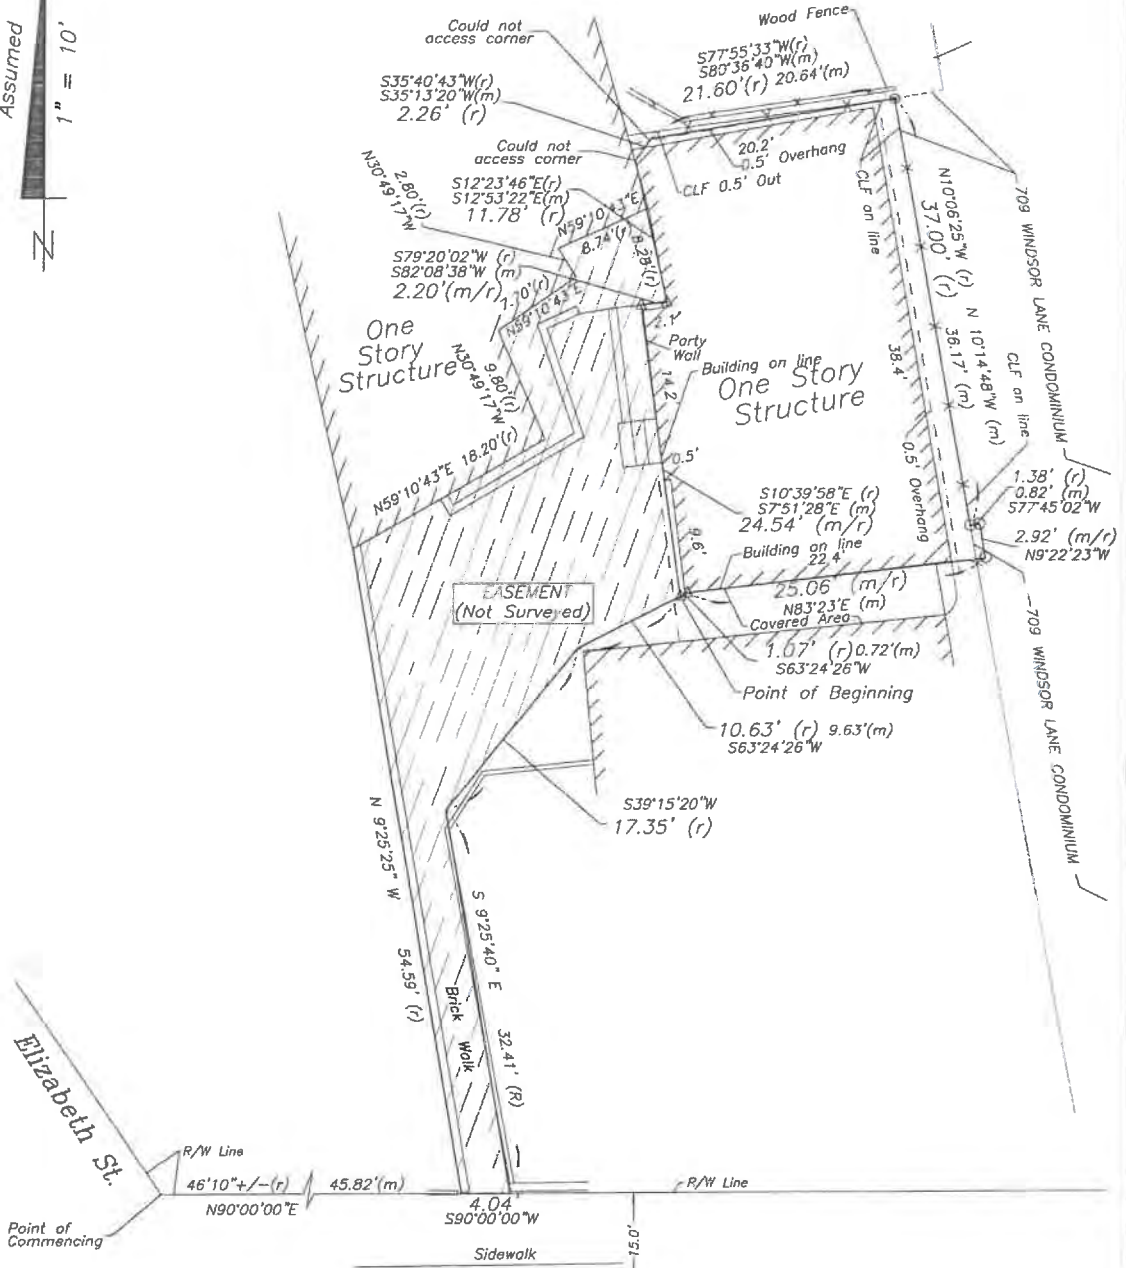 Assumed
1" = 10'
N
Could not
access corner
Wood Fence
S77°55'33"W(r)
S80°36'40"W(m)
21.60'(r) 20.64'(m)
S35°40'43"W(r)
S35°13'20"W(m)
2.26' (r)
Could not
access corner
20.2'
0.5' Overhang
CLF 0.5' Out
CLF on line
N10°06'25"W (r)
37.00' (r)
N 10°14'48"W (m)
36.17' (m)
709 WINDSOR LANE CONDOMINIUM
S12°23'46"E(r)
S12°53'22"E(m)
11.78' (r)
2.80'(r)
N30°49'17"W
N59°10'43"E
8.74'(r)
8.28'(r)
S79°20'02"W (r)
S82°08'38"W (m)
2.20'(m/r)
1.70'(r)
N59°10'43"E
2.1'
One
Story
Structure
Party
Wall
14.2
Building on line
One Story
Structure
38.4'
CLF on line
9.80'(r)
N30°49'17"W
N59°10'43"E 18.20'(r)
0.5'
0.5' Overhang
1.38' (r)
0.82' (m)
S77°45'02"W
S10°39'58"E (r)
S7°51'28"E (m)
24.54' (m/r)
2.92' (m/r)
N9°22'23"W
9.6'
Building on line
22.4'
25.06' (m/r)
N83°23'E (m)
Covered Area
EASEMENT
(Not Surveyed)
1.07' (r) 0.72'(m)
S63°24'26"W
Point of Beginning
10.63' (r) 9.63'(m)
S63°24'26"W
709 WINDSOR LANE CONDOMINIUM
S39°15'20"W
17.35' (r)
N 9°25'25" W
54.59' (r)
S 9°25'40" E
32.41' (R)
Brick
Walk
Elizabeth St.
R/W Line
46'10"+/-(r)
45.82'(m)
N90°00'00"E
4.04
S90°00'00"W
R/W Line
Point of
Commencing
Sidewalk
15.0'